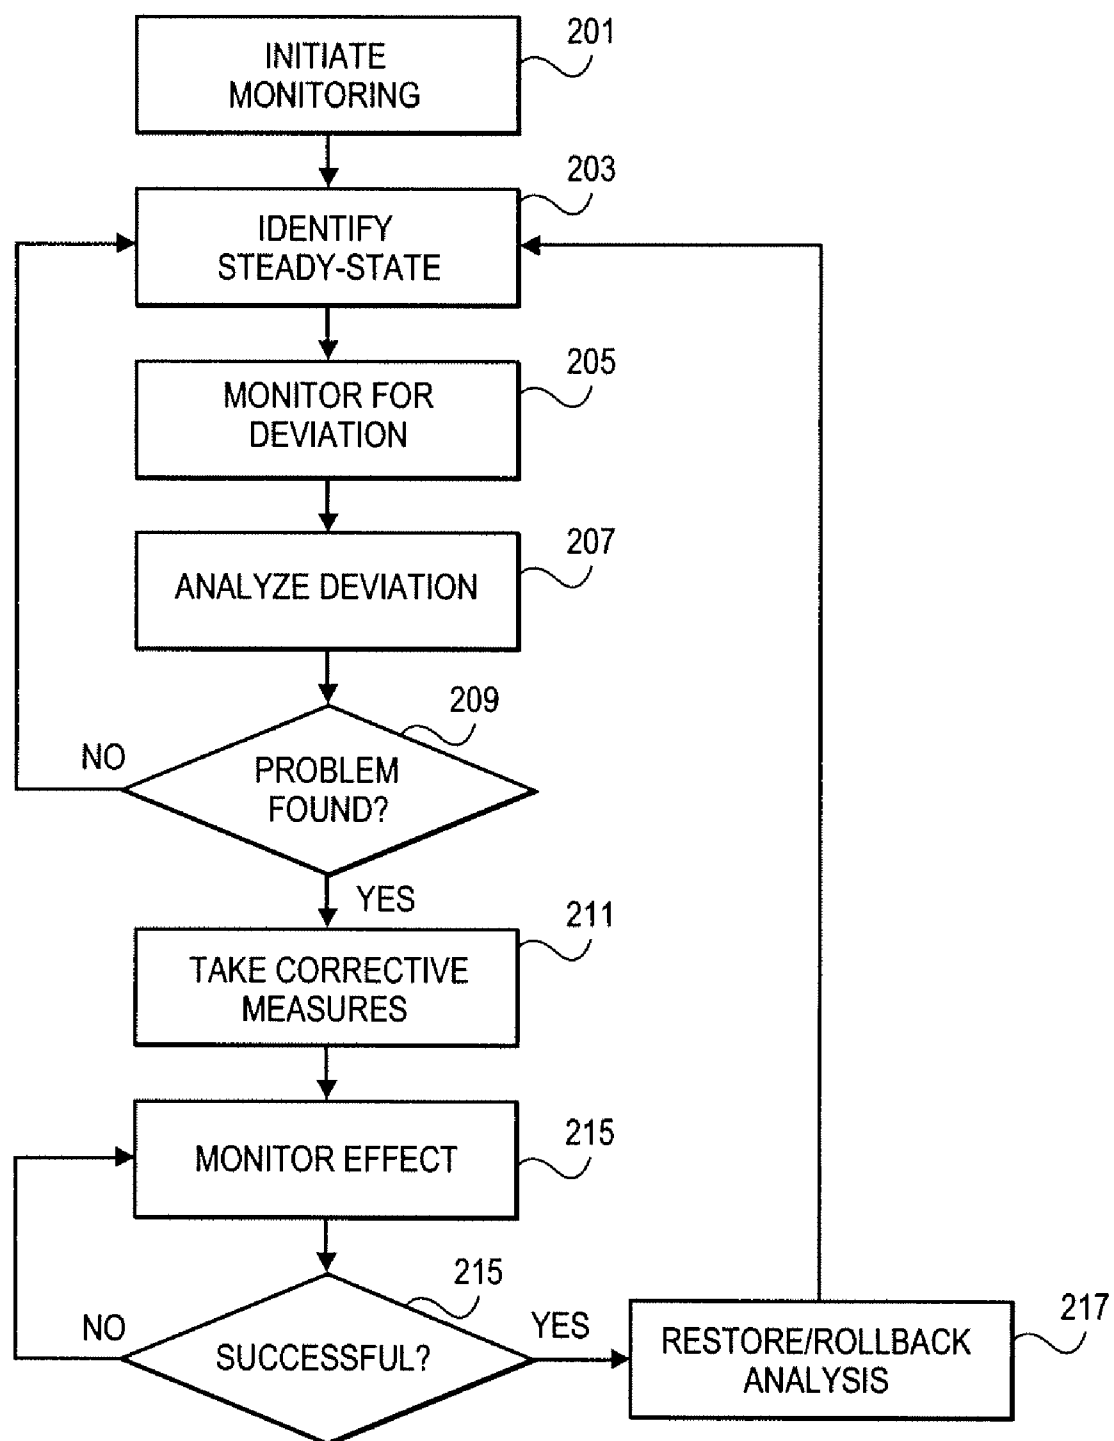 INITIATE
MONITORING
201
IDENTIFY
STEADY-STATE
203
MONITOR FOR
DEVIATION
205
ANALYZE DEVIATION
207
PROBLEM
FOUND?
209
NO
YES
TAKE CORRECTIVE
MEASURES
211
MONITOR EFFECT
215
SUCCESSFUL?
215
NO
YES
RESTORE/ROLLBACK
ANALYSIS
217